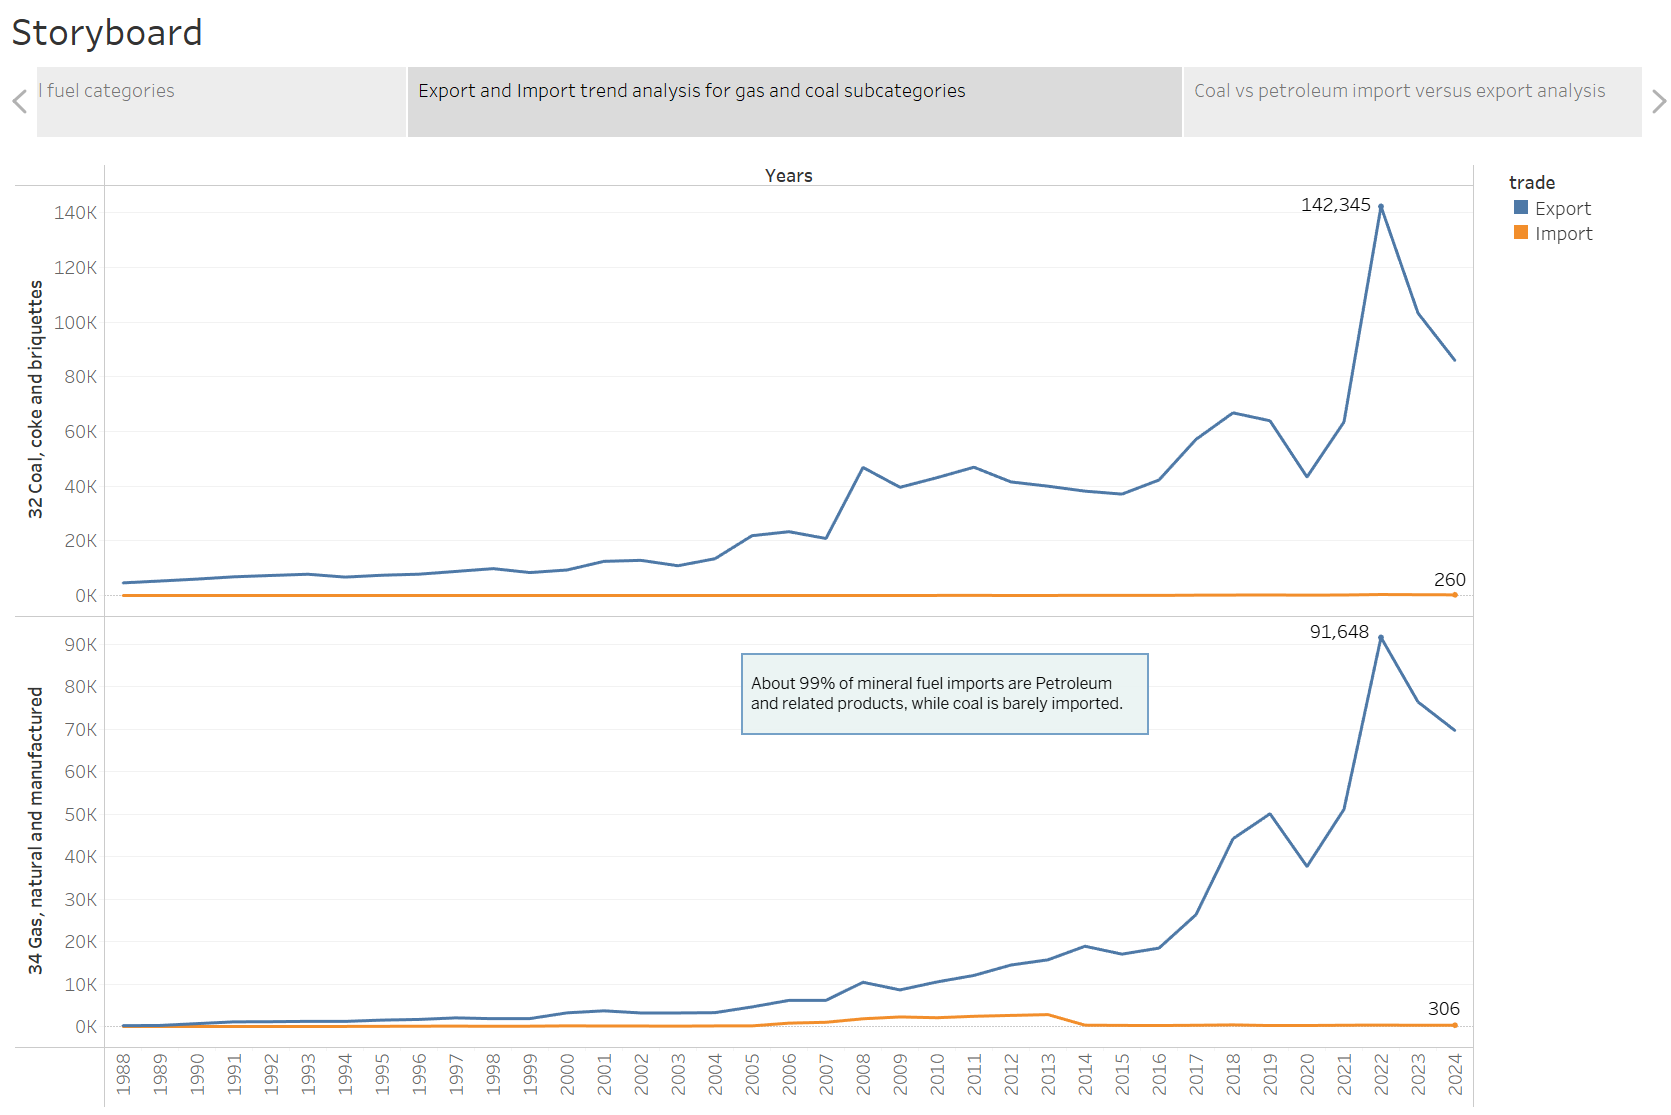 Storyboard
l fuel categories
Export and Import trend analysis for gas and coal subcategories
Coal vs petroleum import versus export analysis
Years
trade
Export
Import
32 Coal, coke and briquettes
140K
120K
100K
80K
60K
40K
20K
0K
142,345
260
34 Gas, natural and manufactured
90K
80K
70K
60K
50K
40K
30K
20K
10K
0K
91,648
About 99% of mineral fuel imports are Petroleum
and related products, while coal is barely imported.
306
1988
1989
1990
1991
1992
1993
1994
1995
1996
1997
1998
1999
2000
2001
2002
2003
2004
2005
2006
2007
2008
2009
2010
2011
2012
2013
2014
2015
2016
2017
2018
2019
2020
2021
2022
2023
2024